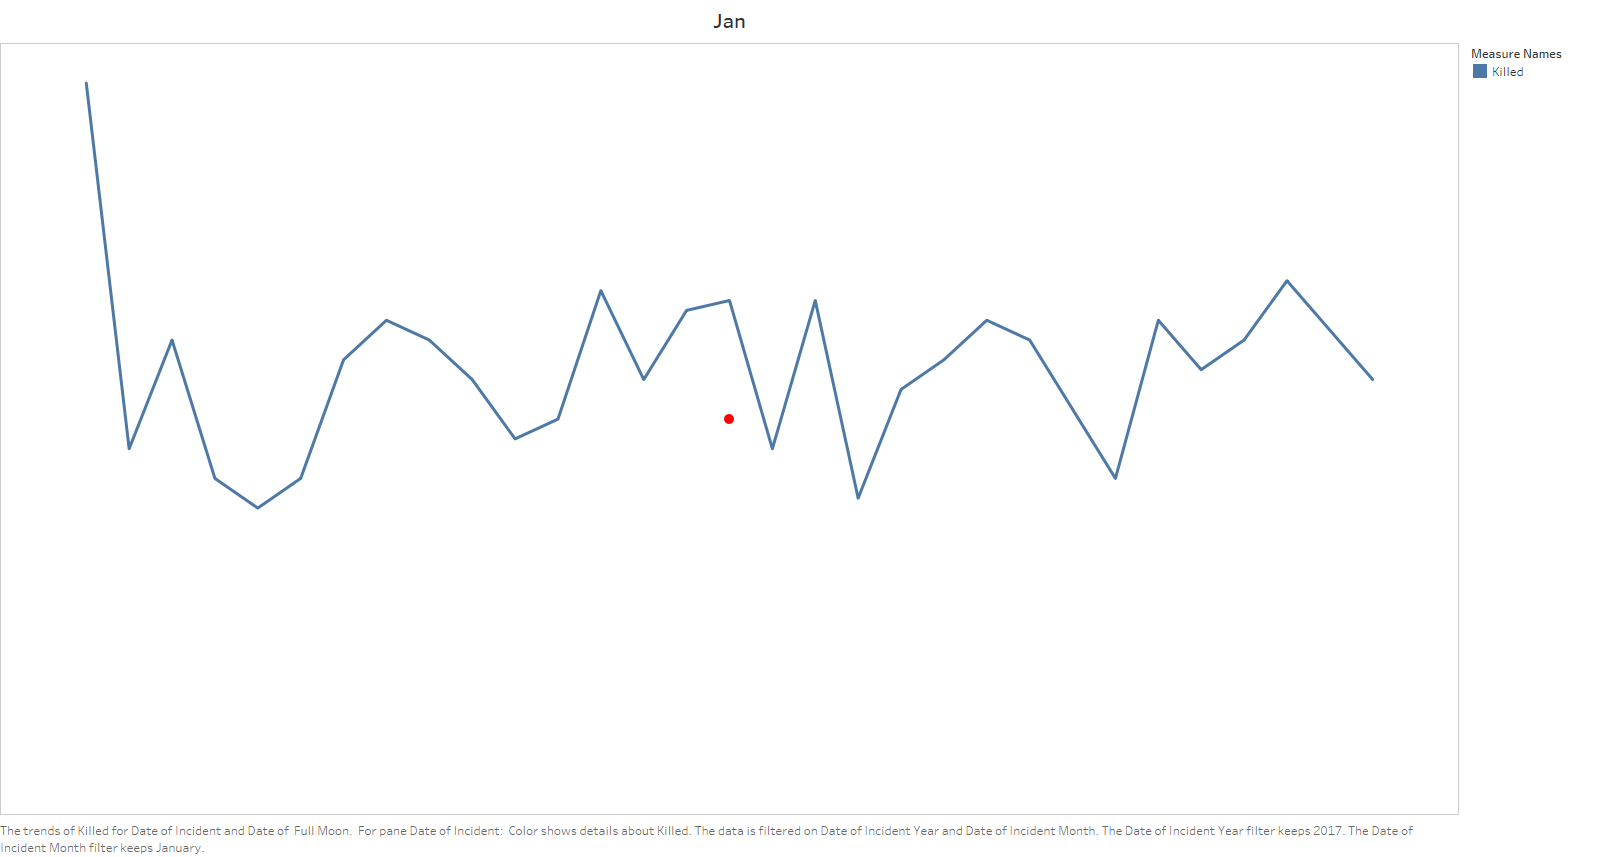 Jan
Measure Names
Killed
The trends of Killed for Date of Incident and Date of  Full Moon.  For pane Date of Incident:  Color shows details about Killed. The data is filtered on Date of Incident Year and Date of Incident Month. The Date of Incident Year filter keeps 2017. The Date of
Incident Month filter keeps January.